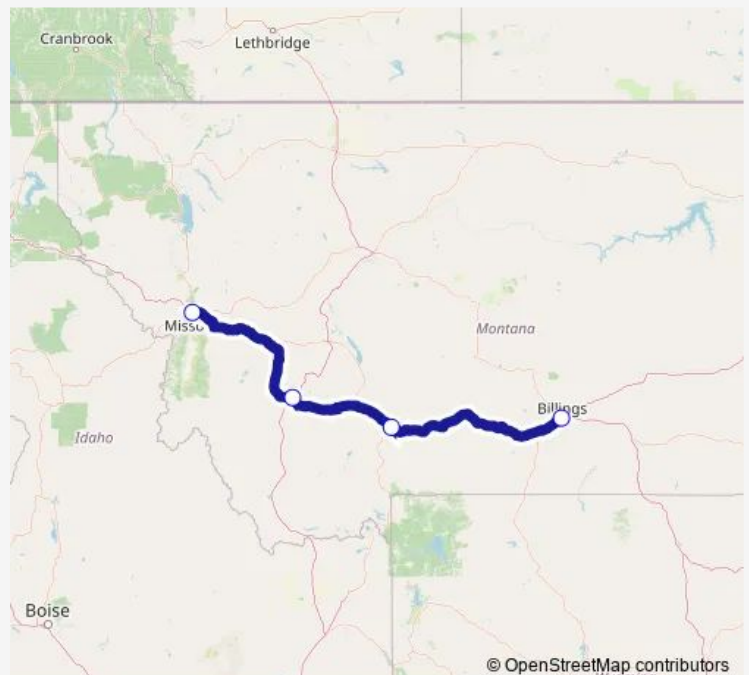 Cranbrook
Lethbridge
Misso
Montana
Billings
Idaho
Boise
© OpenStreetMap contributors